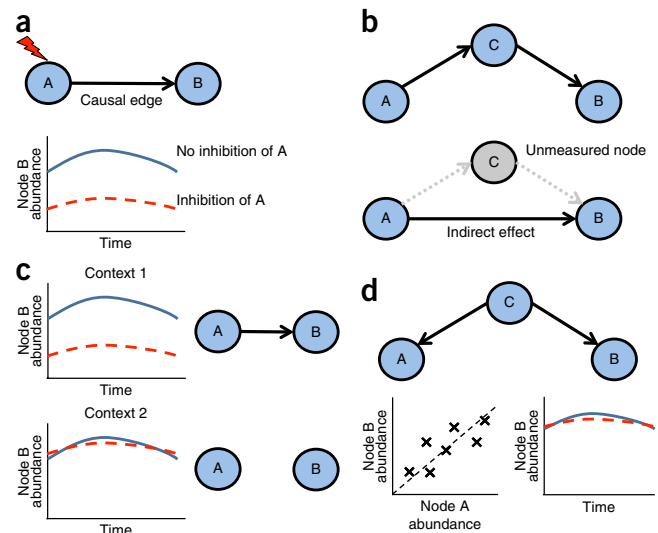 a
A
B
Causal edge
Node B
abundance
No inhibition of A
Inhibition of A
Time
b
C
A
B
C
Unmeasured node
A
B
Indirect effect
c
Context 1
Node B
abundance
Time
A
B
Context 2
Node B
abundance
Time
A
B
d
C
A
B
Node B
abundance
Node A
abundance
Node B
abundance
Time